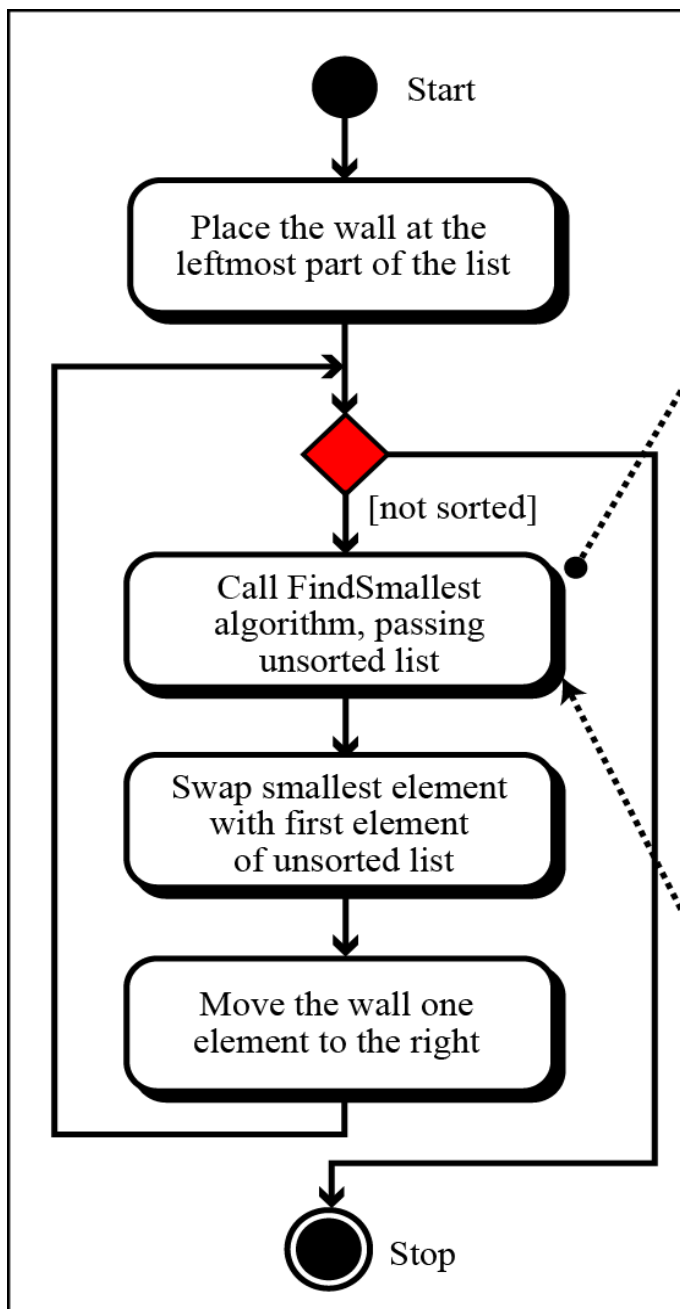 Start
Place the wall at the
leftmost part of the list
[not sorted]
Call FindSmallest
algorithm, passing
unsorted list
Swap smallest element
with first element
of unsorted list
Move the wall one
element to the right
Stop